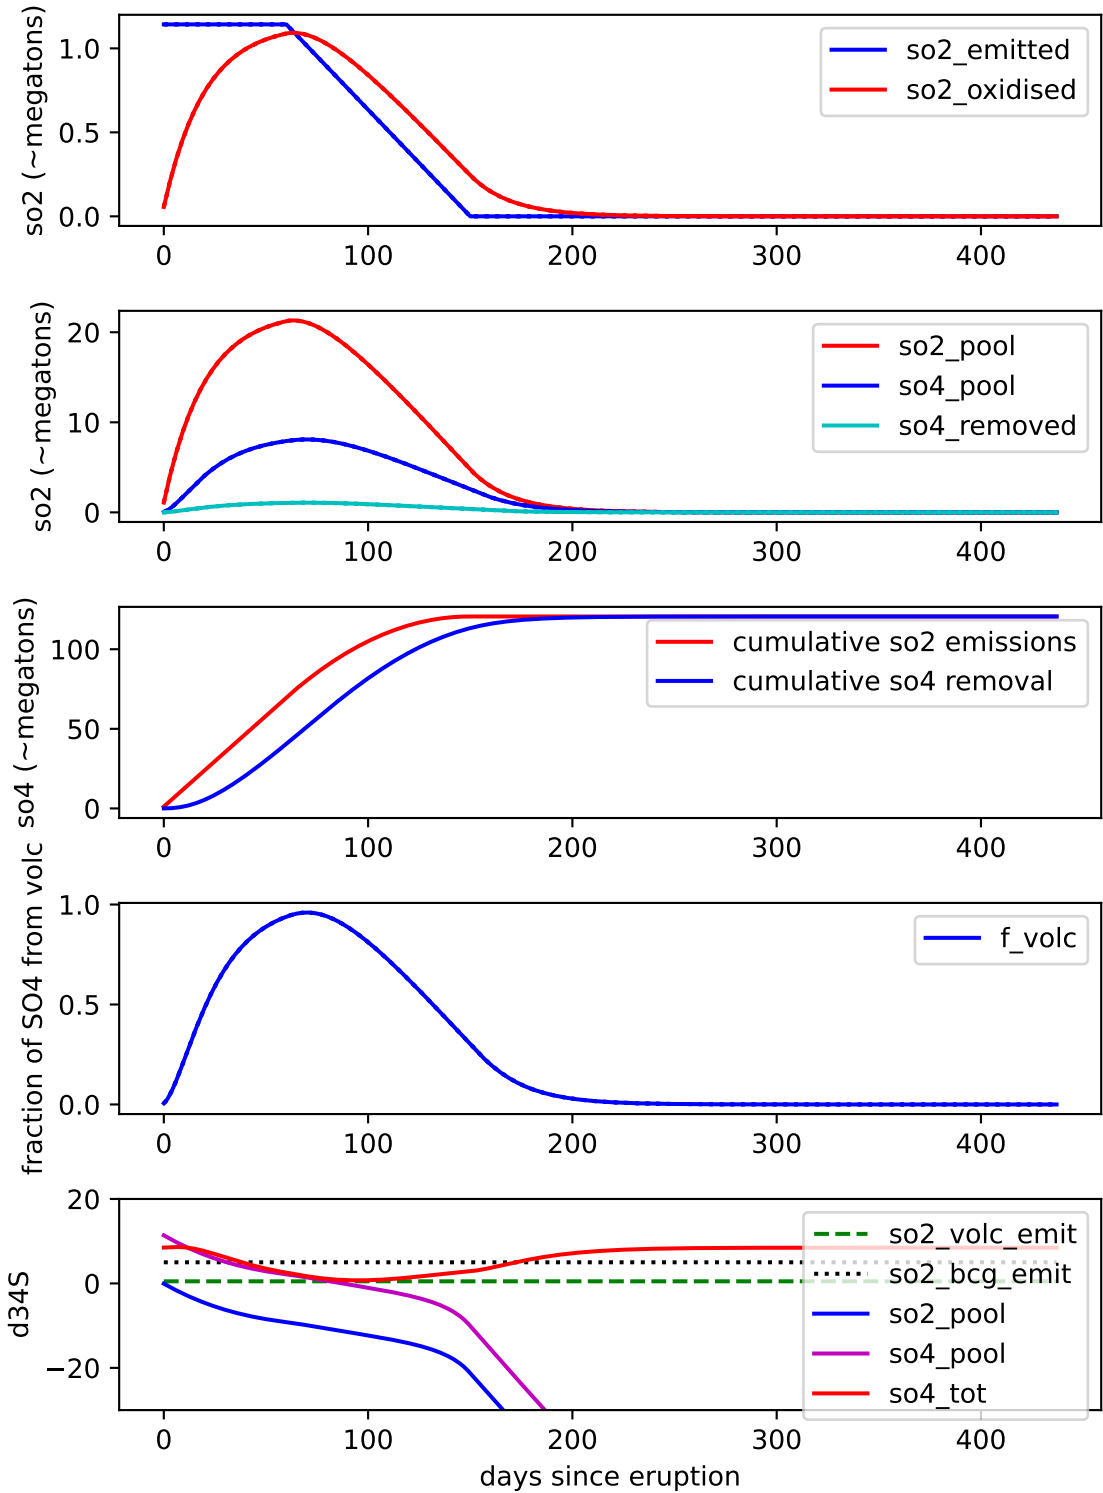 so2 (~megatons)
1.0
0.5
0.0
so2_emitted
so2_oxidised
0 100 200 300 400
so2 (~megatons)
20
10
0
so2_pool
so4_pool
so4_removed
0 100 200 300 400
so4 (~megatons)
100
50
0
cumulative so2 emissions
cumulative so4 removal
0 100 200 300 400
fraction of SO4 from volc
1.0
0.5
0.0
f_volc
0 100 200 300 400
d34S
20
0
−20
so2_volc_emit
so2_bcg_emit
so2_pool
so4_pool
so4_tot
0 100 200 300 400
days since eruption